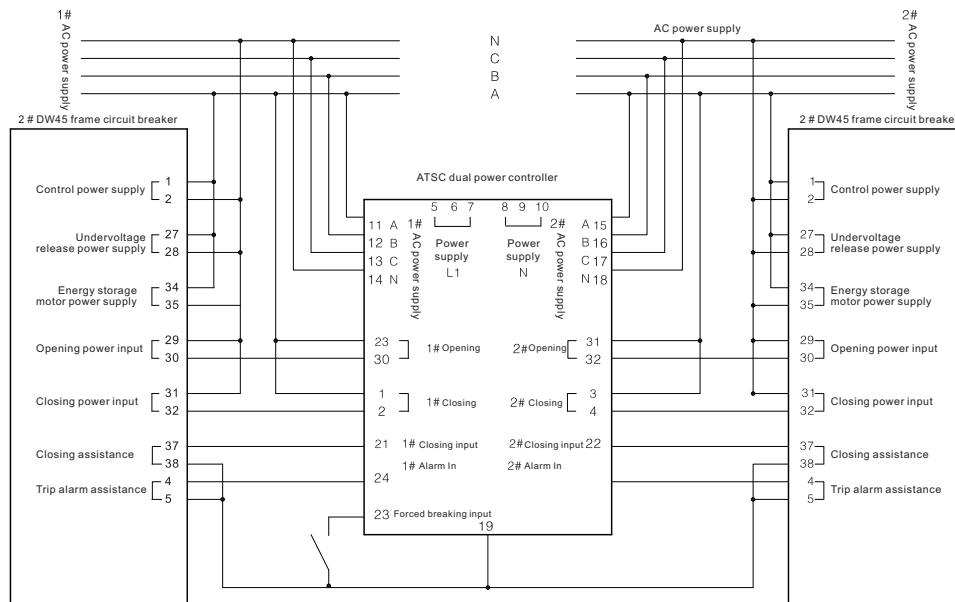 1#
AC power supply
N
C
B
A
AC power supply
2#
AC power supply
2 # DW45 frame circuit breaker
2 # DW45 frame circuit breake
Control power supply
1
2
Undervoltage
release power supply
27
28
Energy storage
motor power supply
34
35
Opening power input
29
30
Closing power input
31
32
Closing assistance
37
38
Trip alarm assistance
4
5
ATSC dual power controller
5 6 7
8 9 10
Power
supply
L1
Power
supply
N
1#
AC power supply
2#
AC power supply
11 A
12 B
13 C
14 N
A 15
B 16
C 17
N 18
23
30
1# Opening
2#Opening
31
32
1
2
1# Closing
2# Closing
3
4
21 1# Closing input
2#Closing input 22
24 1# Alarm In
2# Alarm In
23 Forced breaking input
19
1
2
Control power supply
27
28
Undervoltage
release power supply
34
35
Energy storage
motor power supply
29
30
Opening power input
31
32
Closing power input
37
38
Closing assistance
4
5
Trip alarm assistance